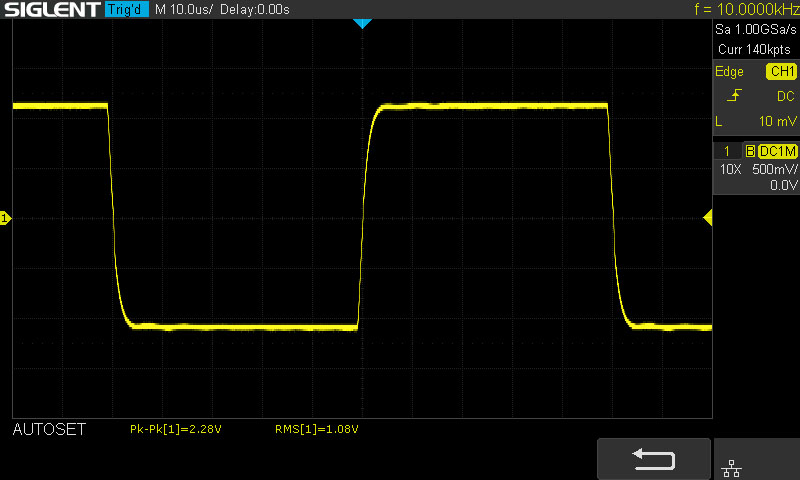 SIGLENT Trig'd M 10.0us/ Delay:0.00s f = 10.0000kHz
Sa 1.00GSa/s
Curr 140kpts
Edge CH1
DC
L 10 mV
1 B DC1M
10X 500mV/
0.0V
1
AUTOSET Pk-Pk[1]=2.28V RMS[1]=1.08V